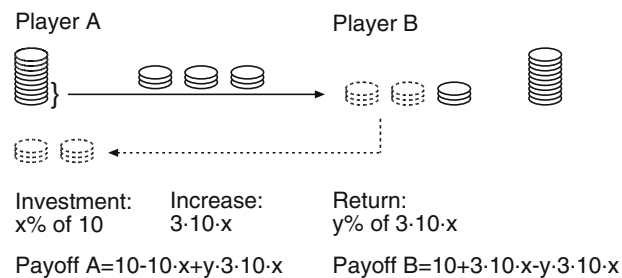 Player A
Player B
}
Investment:
x% of 10
Increase:
3·10·x
Return:
y% of 3·10·x
Payoff A=10-10·x+y·3·10·x
Payoff B=10+3·10·x-y·3·10·x